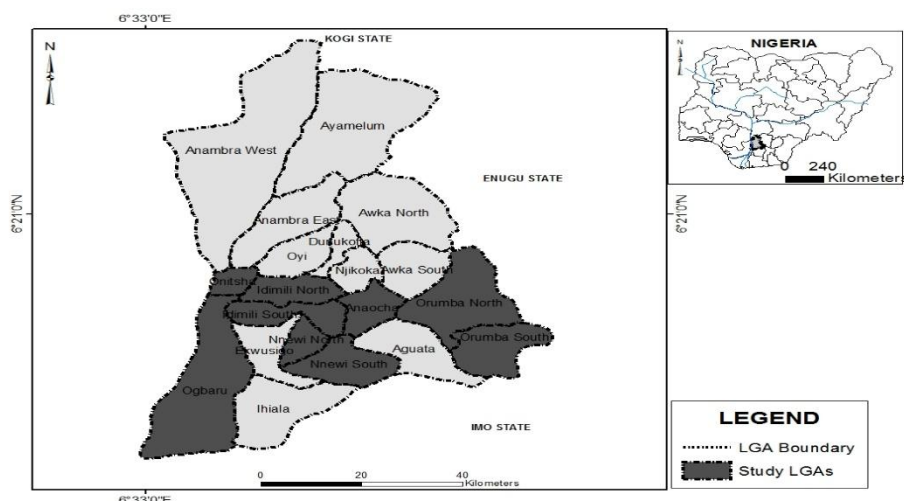 6°33'0"E
KOGI STATE
N
NIGERIA
Ayamelum
Anambra West
ENUGU STATE
0 240
Kilometers
6°21'0"N
6°21'0"N
Awka North
Anambra East
Dunukofia
Oyi
Njikoka
Awka South
Onitsha
Idimili North
Orumba North
Anaocha
Idimili South
Nnewi North
Orumba South
Ekwusigo
Aguata
Nnewi South
Ogbaru
Ihiala
IMO STATE
LEGEND
LGA Boundary
Study LGAs
0 20 40
Kilometers
6°33'0"E